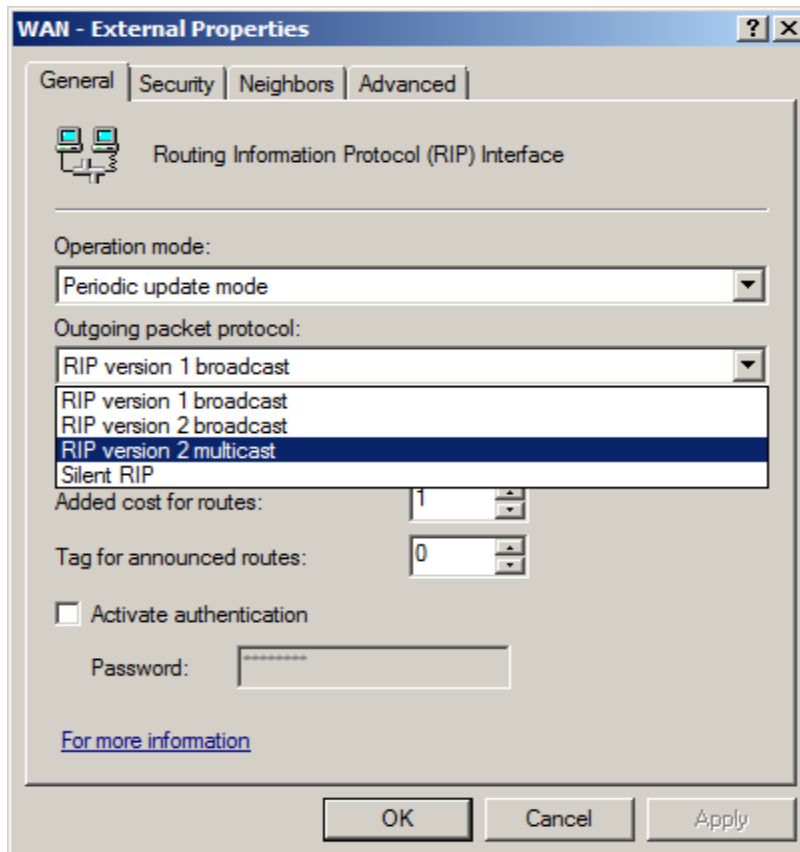 WAN - External Properties
General Security Neighbors Advanced
Routing Information Protocol (RIP) Interface
Operation mode:
Periodic update mode
Outgoing packet protocol:
RIP version 1 broadcast
RIP version 1 broadcast
RIP version 2 broadcast
RIP version 2 multicast
Silent RIP
Added cost for routes: 1
Tag for announced routes: 0
Activate authentication
Password: ********
For more information
OK Cancel Apply